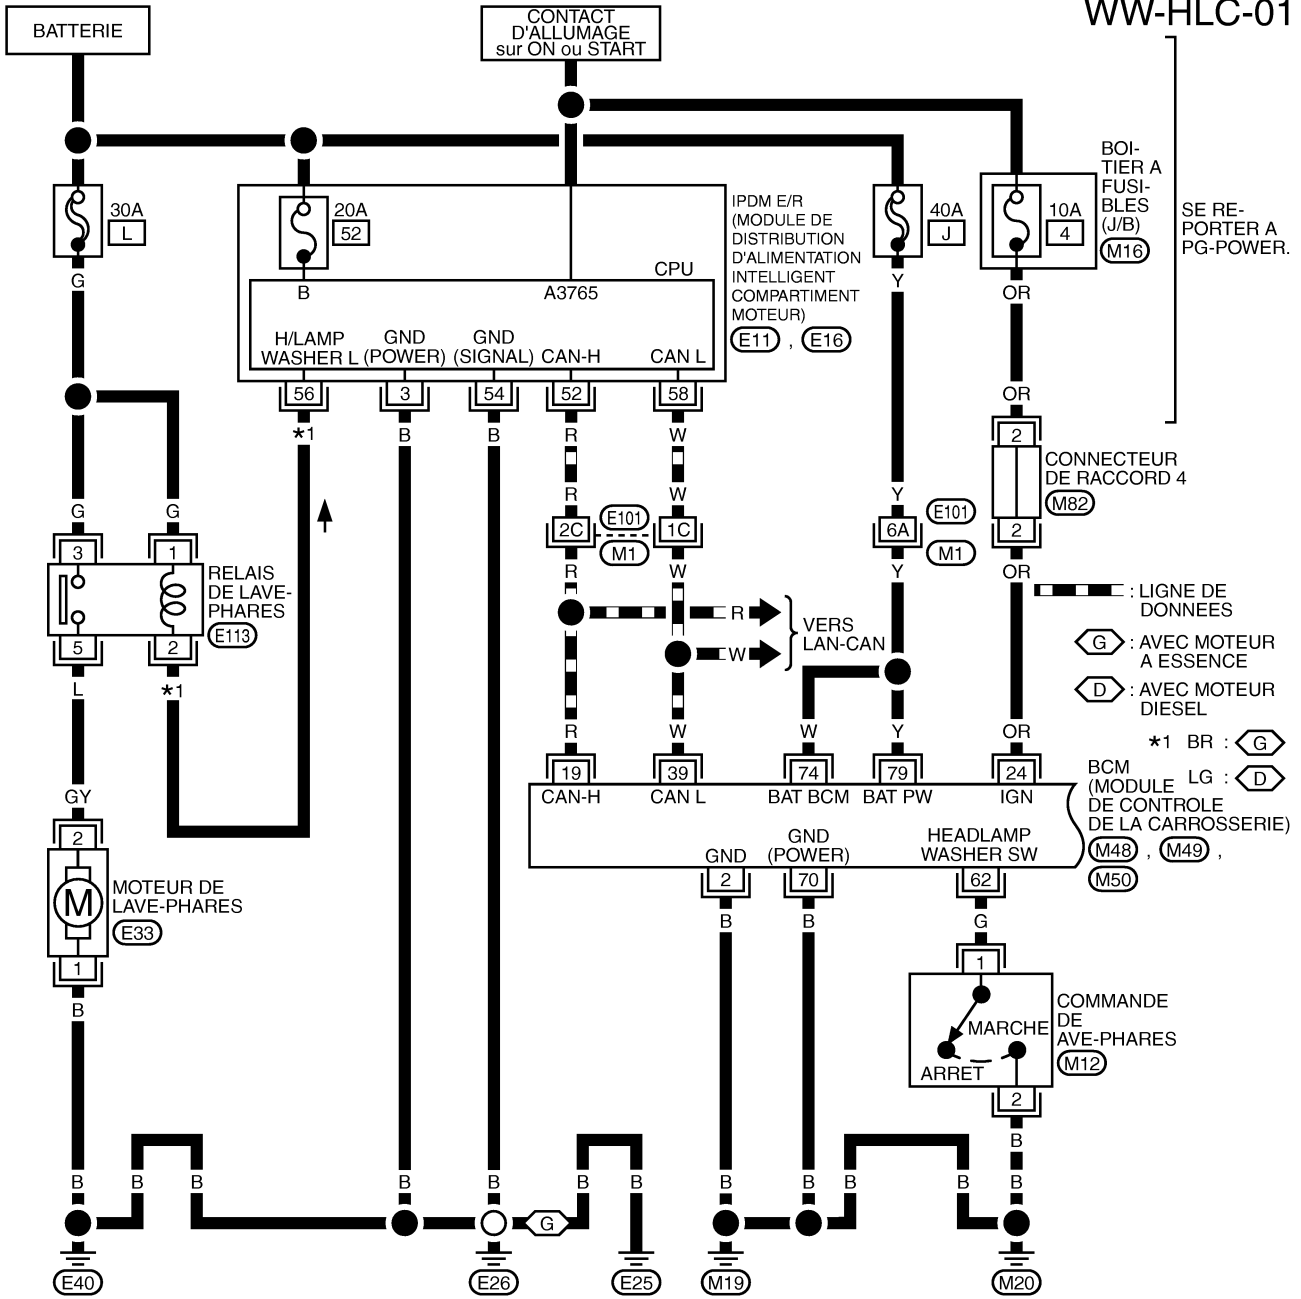 WW-HLC-01
BATTERIE
CONTACT
D'ALLUMAGE
sur ON ou START
30A
L
20A
52
40A
J
10A
4
BOI-
TIER A
FUSI-
BLES
(J/B)
M16
SE RE-
PORTER A
PG-POWER.
IPDM E/R
(MODULE DE
DISTRIBUTION
D'ALIMENTATION
INTELLIGENT
COMPARTIMENT
MOTEUR)
E11 , E16
CPU
B
A3765
H/LAMP
WASHER L
GND
(POWER)
GND
(SIGNAL)
CAN-H
CAN L
G
Y
OR
56
3
54
52
58
*1
B
B
R
W
OR
2
CONNECTEUR
DE RACCORD 4
M82
2
G
G
R
W
Y
2C
E101
M1
1C
6A
E101
M1
3
1
RELAIS
DE LAVE-
PHARES
E113
5
2
R
W
Y
OR
R
W
VERS
LAN-CAN
: LIGNE DE
DONNEES
G : AVEC MOTEUR
A ESSENCE
D : AVEC MOTEUR
DIESEL
*1 BR : G
LG : D
L
*1
R
W
W
Y
OR
19
39
74
79
24
CAN-H
CAN L
BAT BCM
BAT PW
IGN
BCM
(MODULE
DE CONTROLE
DE LA CARROSSERIE)
M48 , M49 ,
M50
GND
GND
(POWER)
HEADLAMP
WASHER SW
2
70
62
GY
2
M
MOTEUR DE
LAVE-PHARES
E33
1
B
B
B
G
1
MARCHE
ARRET
COMMANDE
DE
AVE-PHARES
M12
2
B
B
B
B
B
B
B
B
B
B
B
B
G
E40
E26
E25
M19
M20